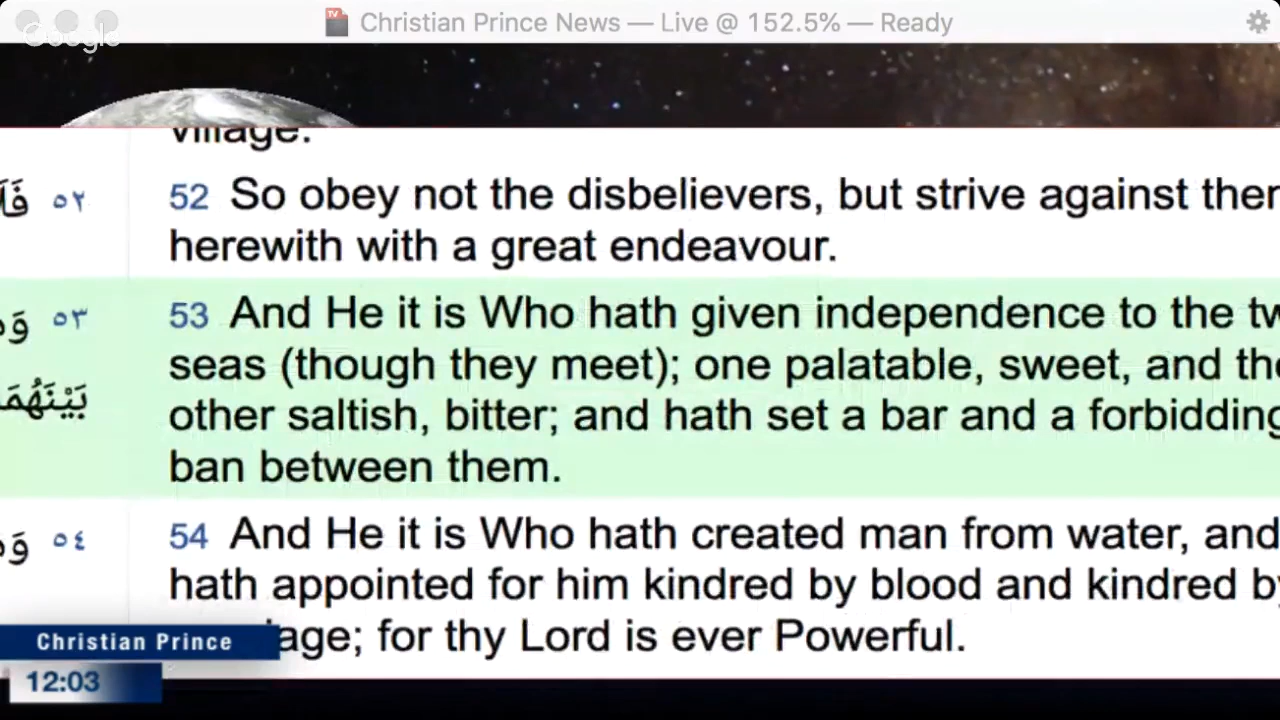 Christian Prince News — Live @ 152.5% — Ready
Google
village.
٥٢
52 So obey not the disbelievers, but strive against
herewith with a great endeavour.
٥٣
53 And He it is Who hath given independence to the
seas (though they meet); one palatable, sweet, and
بَيْنَهُمَا
other saltish, bitter; and hath set a bar and a forbidding
ban between them.
٥٤
54 And He it is Who hath created man from water, and
hath appointed for him kindred by blood and kindred
age; for thy Lord is ever Powerful.
Christian Prince
12:03